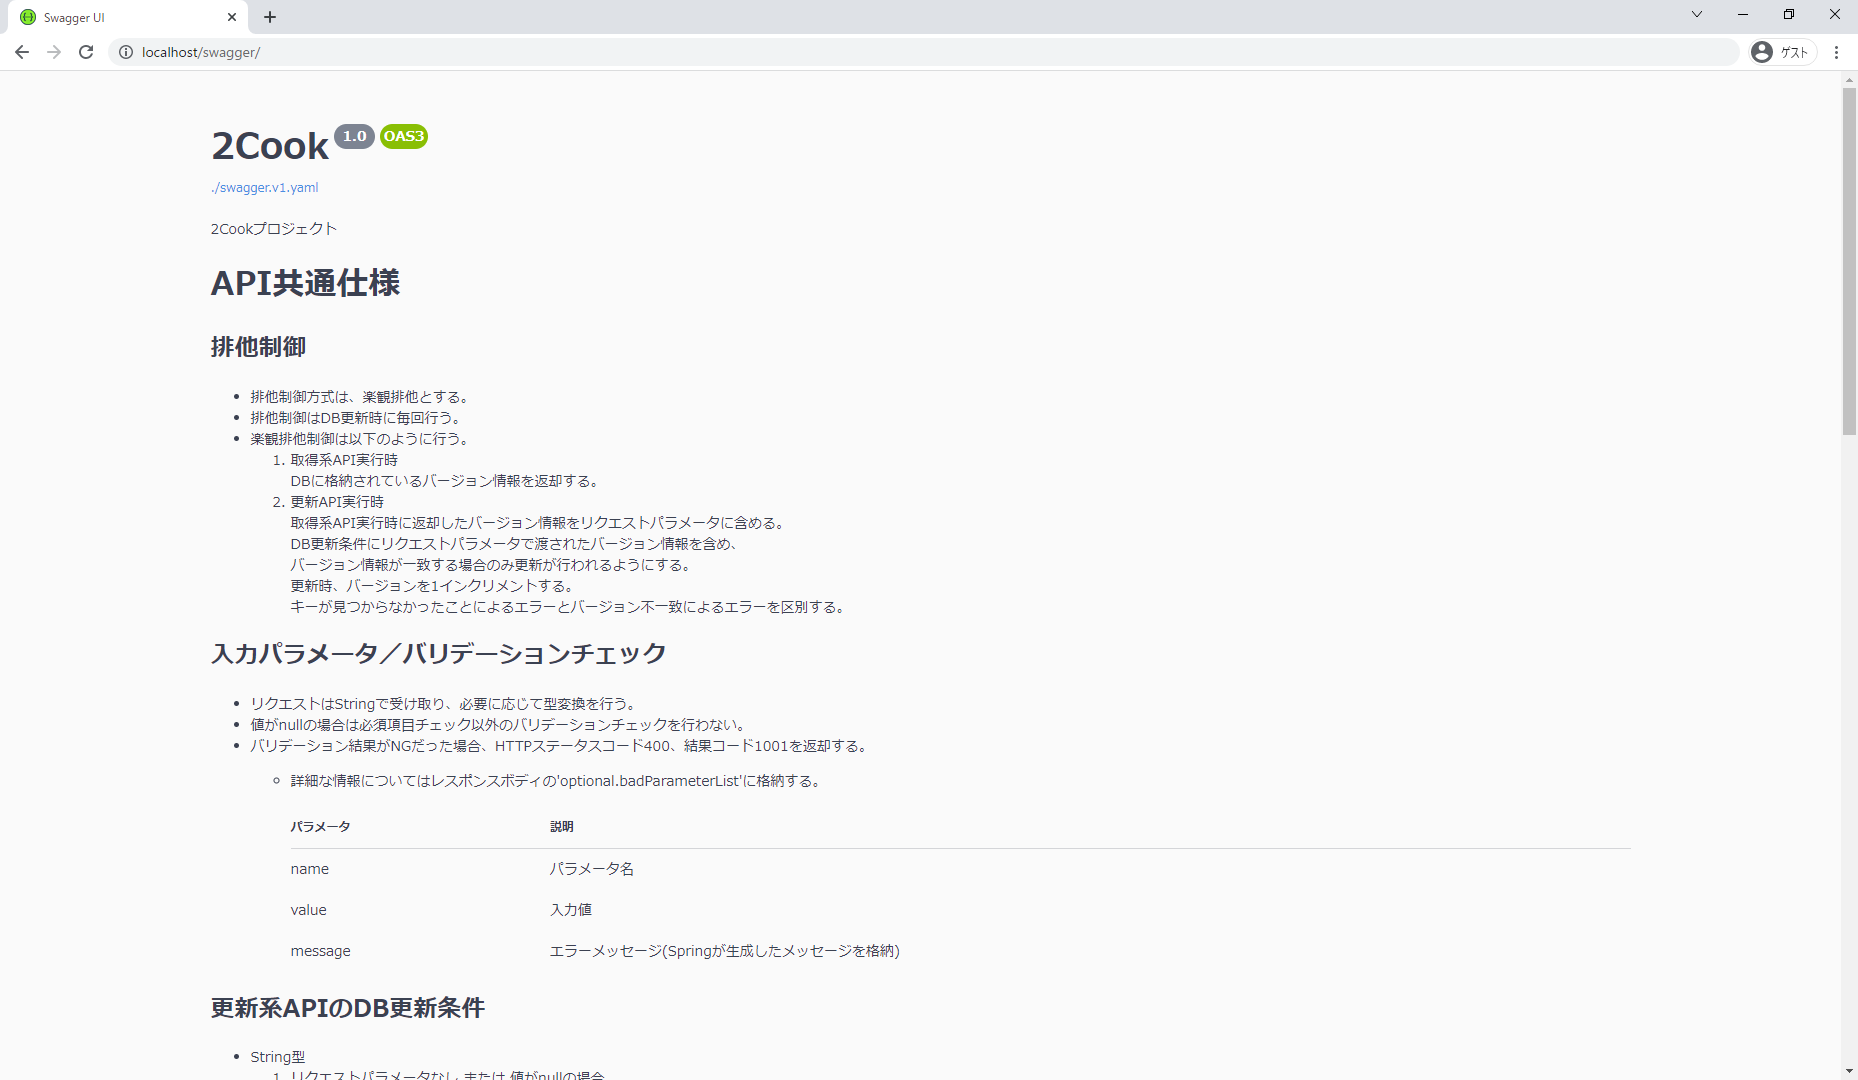 Swagger UI
localhost/swagger/
ゲスト
2Cook 1.0 OAS3
./swagger.v1.yaml
2Cookプロジェクト
API共通仕様
排他制御
• 排他制御方式は、楽観排他とする。
• 排他制御はDB更新時に毎回行う。
• 楽観排他制御は以下のように行う。
1. 取得系API実行時
DBに格納されているバージョン情報を返却する。
2. 更新API実行時
取得系API実行時に返却したバージョン情報をリクエストパラメータに含める。
DB更新条件にリクエストパラメータで渡されたバージョン情報を含め、
バージョン情報が一致する場合のみ更新が行われるようにする。
更新時、バージョンを1インクリメントする。
キーが見つからなかったことによるエラーとバージョン不一致によるエラーを区別する。
入力パラメータ／バリデーションチェック
• リクエストはStringで受け取り、必要に応じて型変換を行う。
• 値がnullの場合は必須項目チェック以外のバリデーションチェックを行わない。
• バリデーション結果がNGだった場合、HTTPステータスコード400、結果コード1001を返却する。
◦ 詳細な情報についてはレスポンスボディの'optional.badParameterList'に格納する。
パラメータ 説明
name パラメータ名
value 入力値
message エラーメッセージ(Springが生成したメッセージを格納)
更新系APIのDB更新条件
• String型
1. リクエストパラメータなし または 値がnullの場合